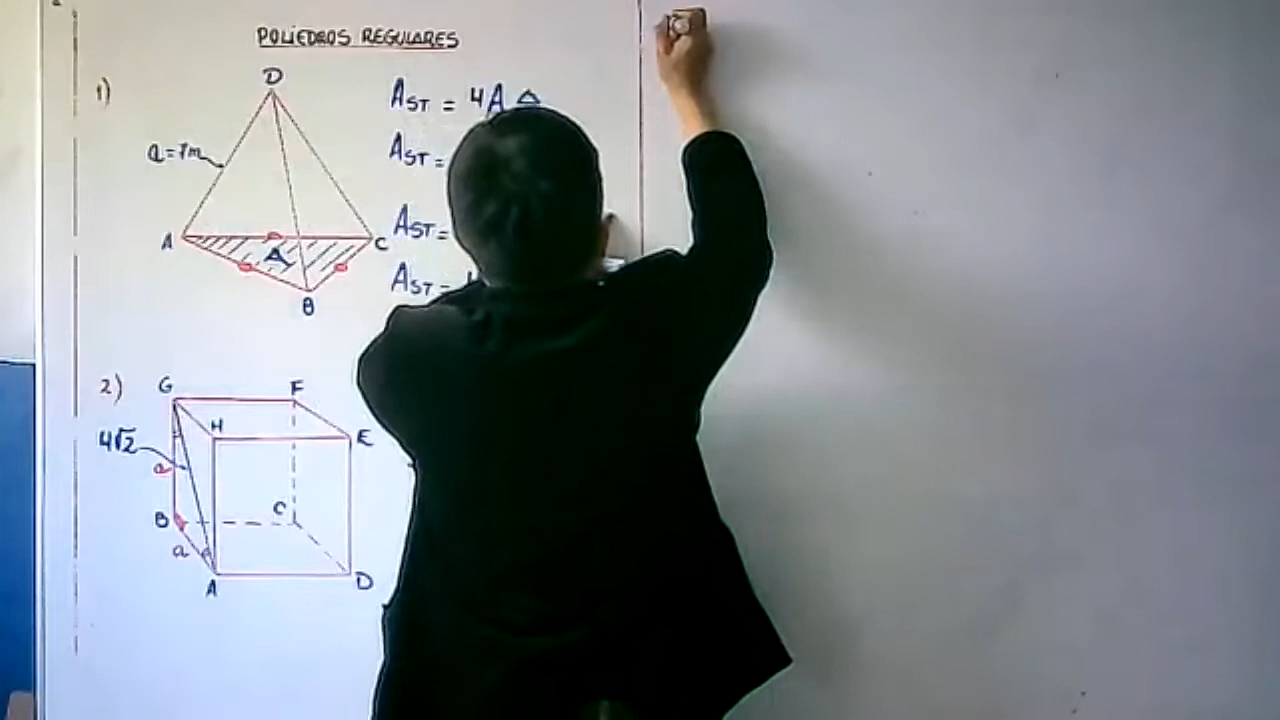 POLIEDROS REGULARES
1)
D
a=7m
A
C
A
B
AST = 4A △
AST =
AST =
AST =
2)
G
F
H
E
4√2
a
B
C
a
A
D